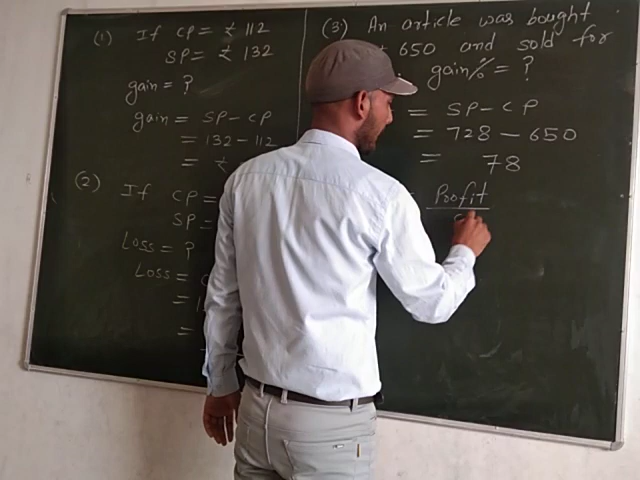 (1) If CP = ₹ 112
SP = ₹ 132
gain = ?
gain = SP - CP
= 132 - 112
= ₹
(2) If CP =
SP =
Loss = ?
Loss =
=
=
(3) An article was bought
650 and sold for
gain% = ?
= SP - CP
= 728 - 650
= 78
Profit